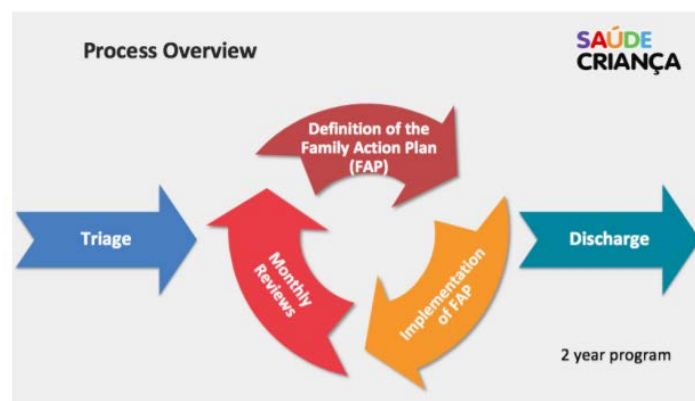 Process Overview
SAÚDE
CRIANÇA
Definition of the
Family Action Plan
(FAP)
Triage
Monthly
Reviews
Implementation
of FAP
Discharge
2 year program